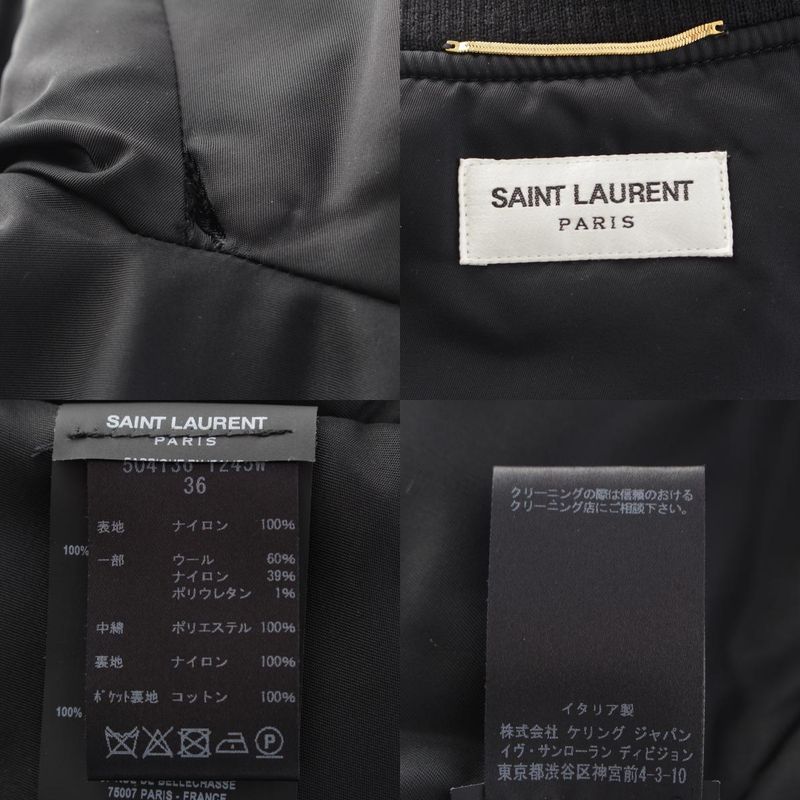 SAINT LAURENT
PARIS
SAINT LAURENT
PARIS
504136 Y245W
36
表地 ナイロン 100%
100%
一部 ウール 60%
ナイロン 39%
ポリウレタン 1%
中綿 ポリエステル 100%
裏地 ナイロン 100%
ポケット裏地 コットン 100%
100%
DE BELLECHASSE
75007 PARIS - FRANCE
クリーニングの際は信頼のおける
クリーニング店にご相談下さい。
イタリア製
株式会社 ケリング ジャパン
イヴ・サンローラン ディビジョン
東京都渋谷区神宮前4-3-10